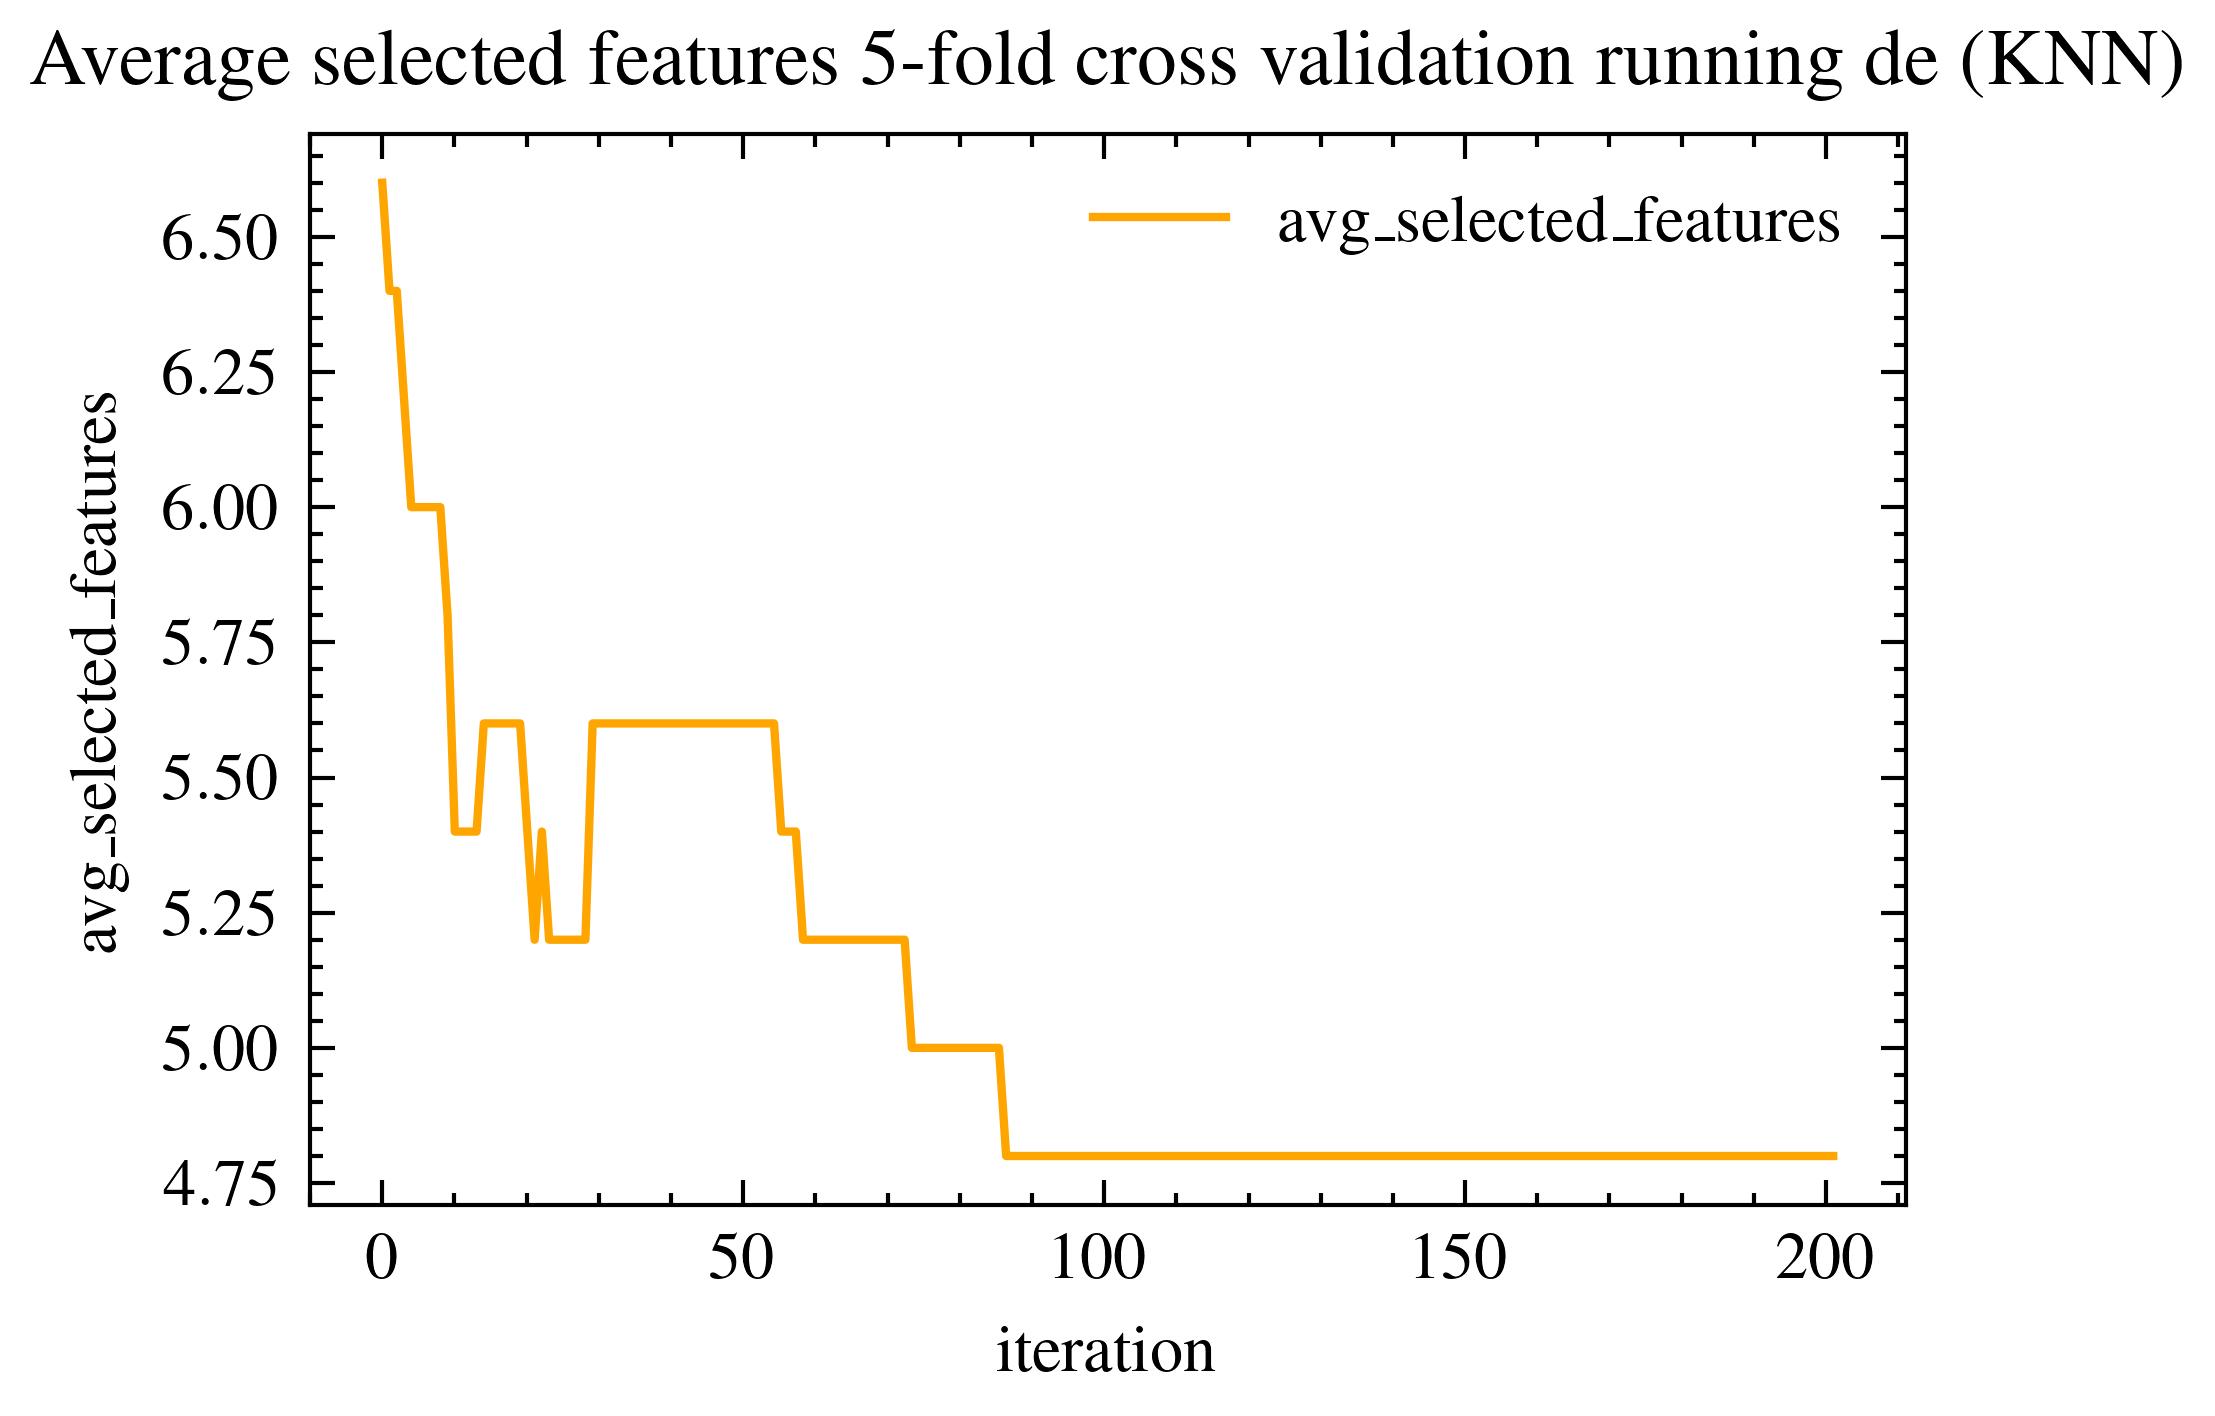 Average selected features 5-fold cross validation running de (KNN)
avg_selected_features
6.50
6.25
6.00
5.75
5.50
5.25
5.00
4.75
avg_selected_features
0 50 100 150 200
iteration